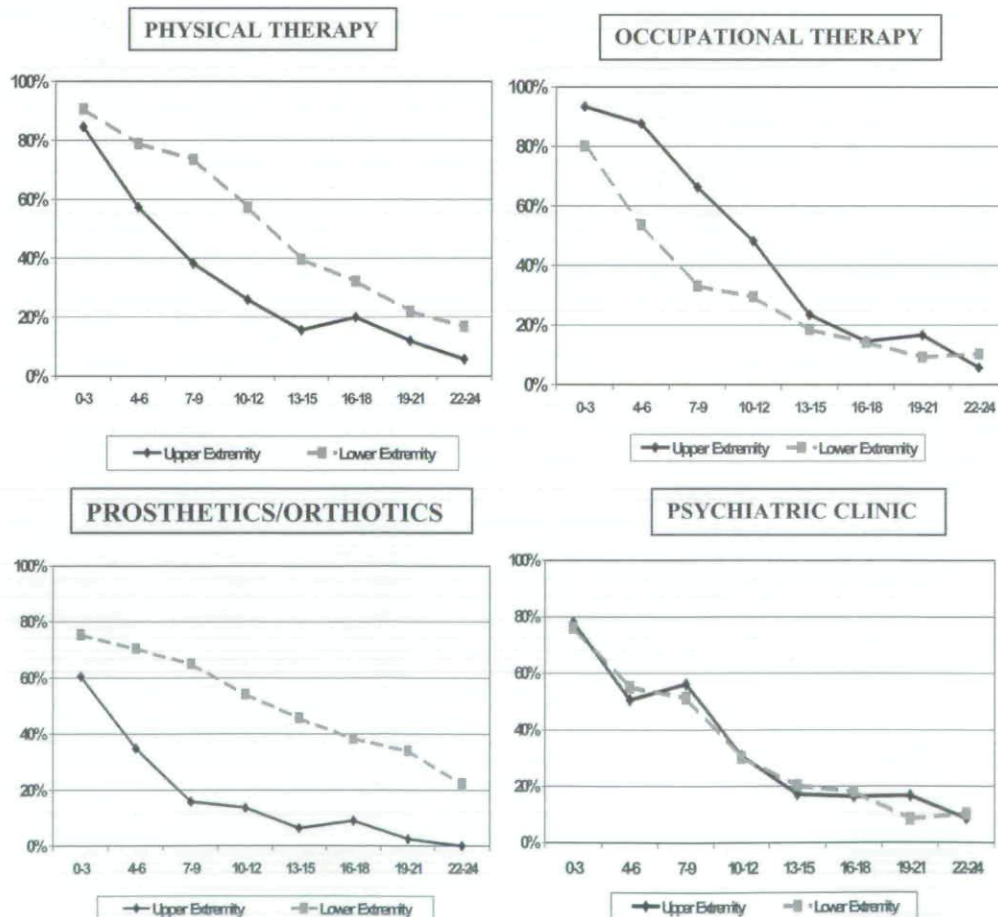 PHYSICAL THERAPY
100%
80%
60%
40%
20%
0%
0-3 4-6 7-9 10-12 13-15 16-18 19-21 22-24
Upper Extremity Lower Extremity
OCCUPATIONAL THERAPY
100%
80%
60%
40%
20%
0%
0-3 4-6 7-9 10-12 13-15 16-18 19-21 22-24
Upper Extremity Lower Extremity
PROSTHETICS/ORTHOTICS
100%
80%
60%
40%
20%
0%
0-3 4-6 7-9 10-12 13-15 16-18 19-21 22-24
Upper Extremity Lower Extremity
PSYCHIATRIC CLINIC
100%
80%
60%
40%
20%
0%
0-3 4-6 7-9 10-12 13-15 16-18 19-21 22-24
Upper Extremity Lower Extremity